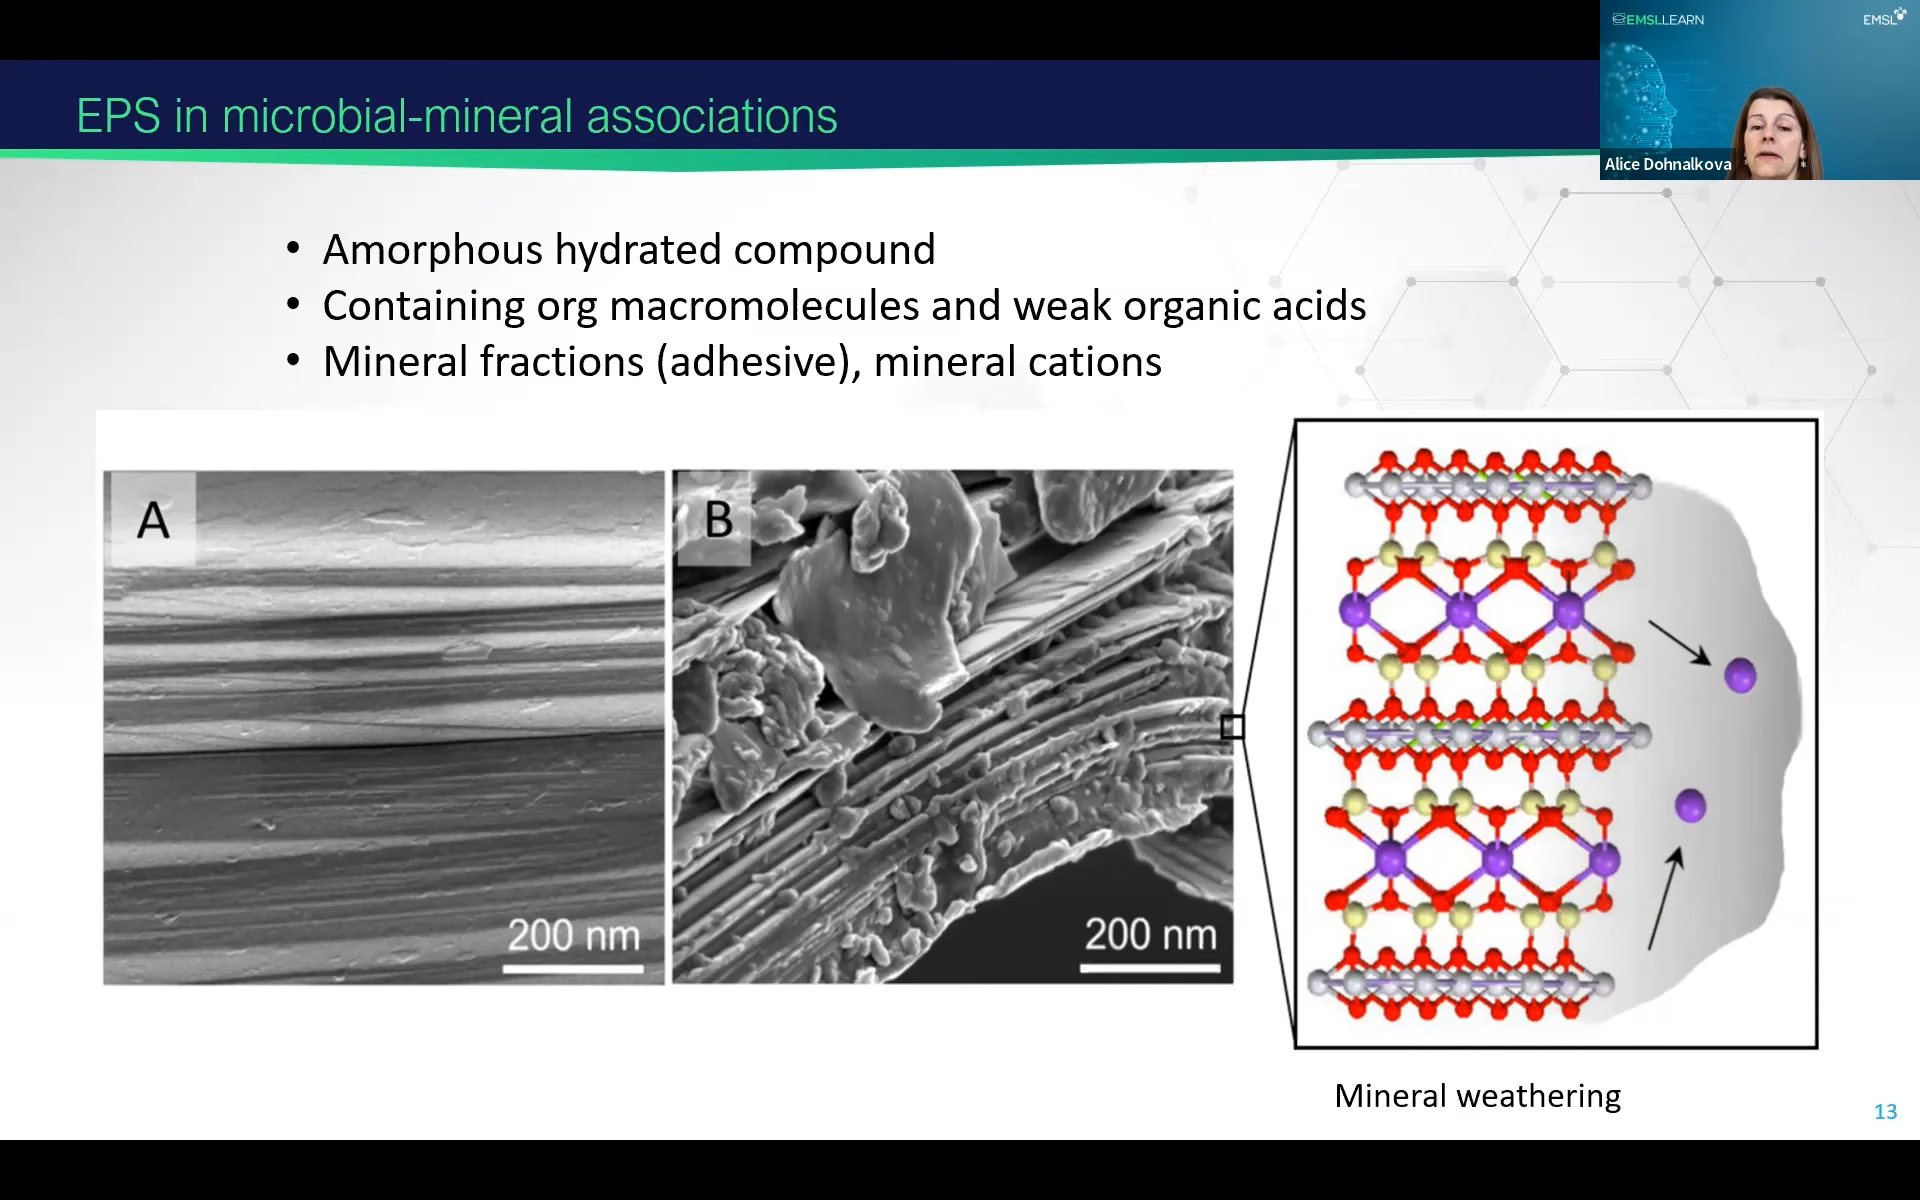 EMSLLEARN
EMSL
EPS in microbial-mineral associations
Alice Dohnalkova
• Amorphous hydrated compound
• Containing org macromolecules and weak organic acids
• Mineral fractions (adhesive), mineral cations
A
B
200 nm
200 nm
Mineral weathering
13